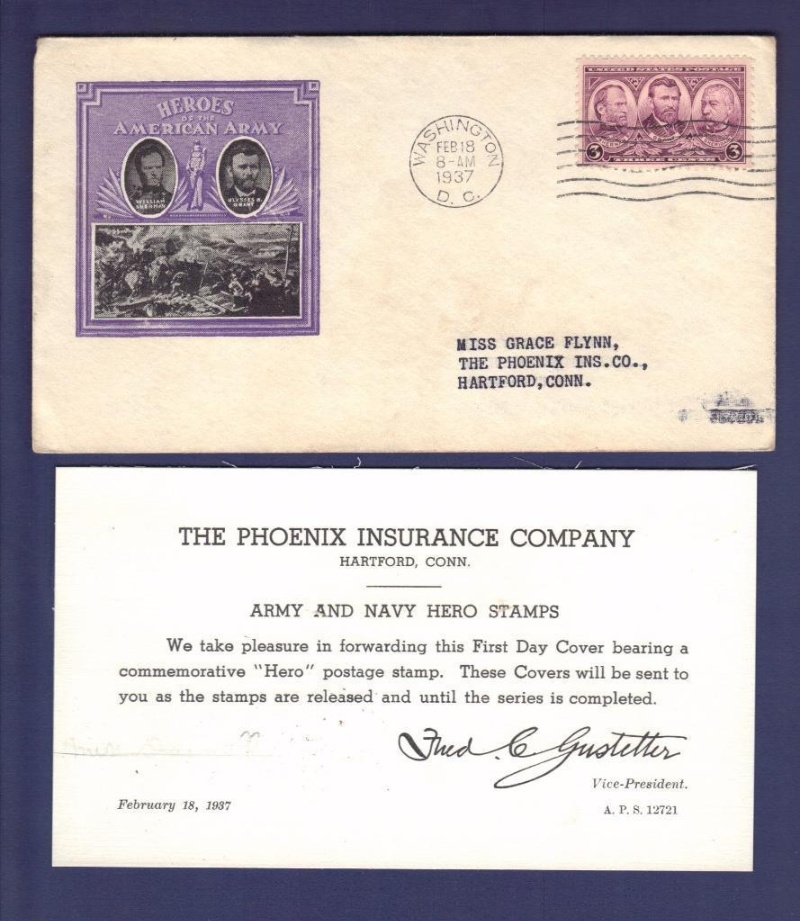 HEROES
OF THE
AMERICAN ARMY
WILLIAM
SHERMAN
ULYSSES S.
GRANT
WASHINGTON
FEB 18
8-AM
1937
D. C.
UNITED STATES POSTAGE
3 THREE CENTS 3
MISS GRACE FLYNN,
THE PHOENIX INS.CO.,
HARTFORD,CONN.
THE PHOENIX INSURANCE COMPANY
HARTFORD, CONN.
ARMY AND NAVY HERO STAMPS
We take pleasure in forwarding this First Day Cover bearing a
commemorative "Hero" postage stamp. These Covers will be sent to
you as the stamps are released and until the series is completed.
Fred. C Gustetter
Vice-President.
February 18, 1937
A. P. S. 12721